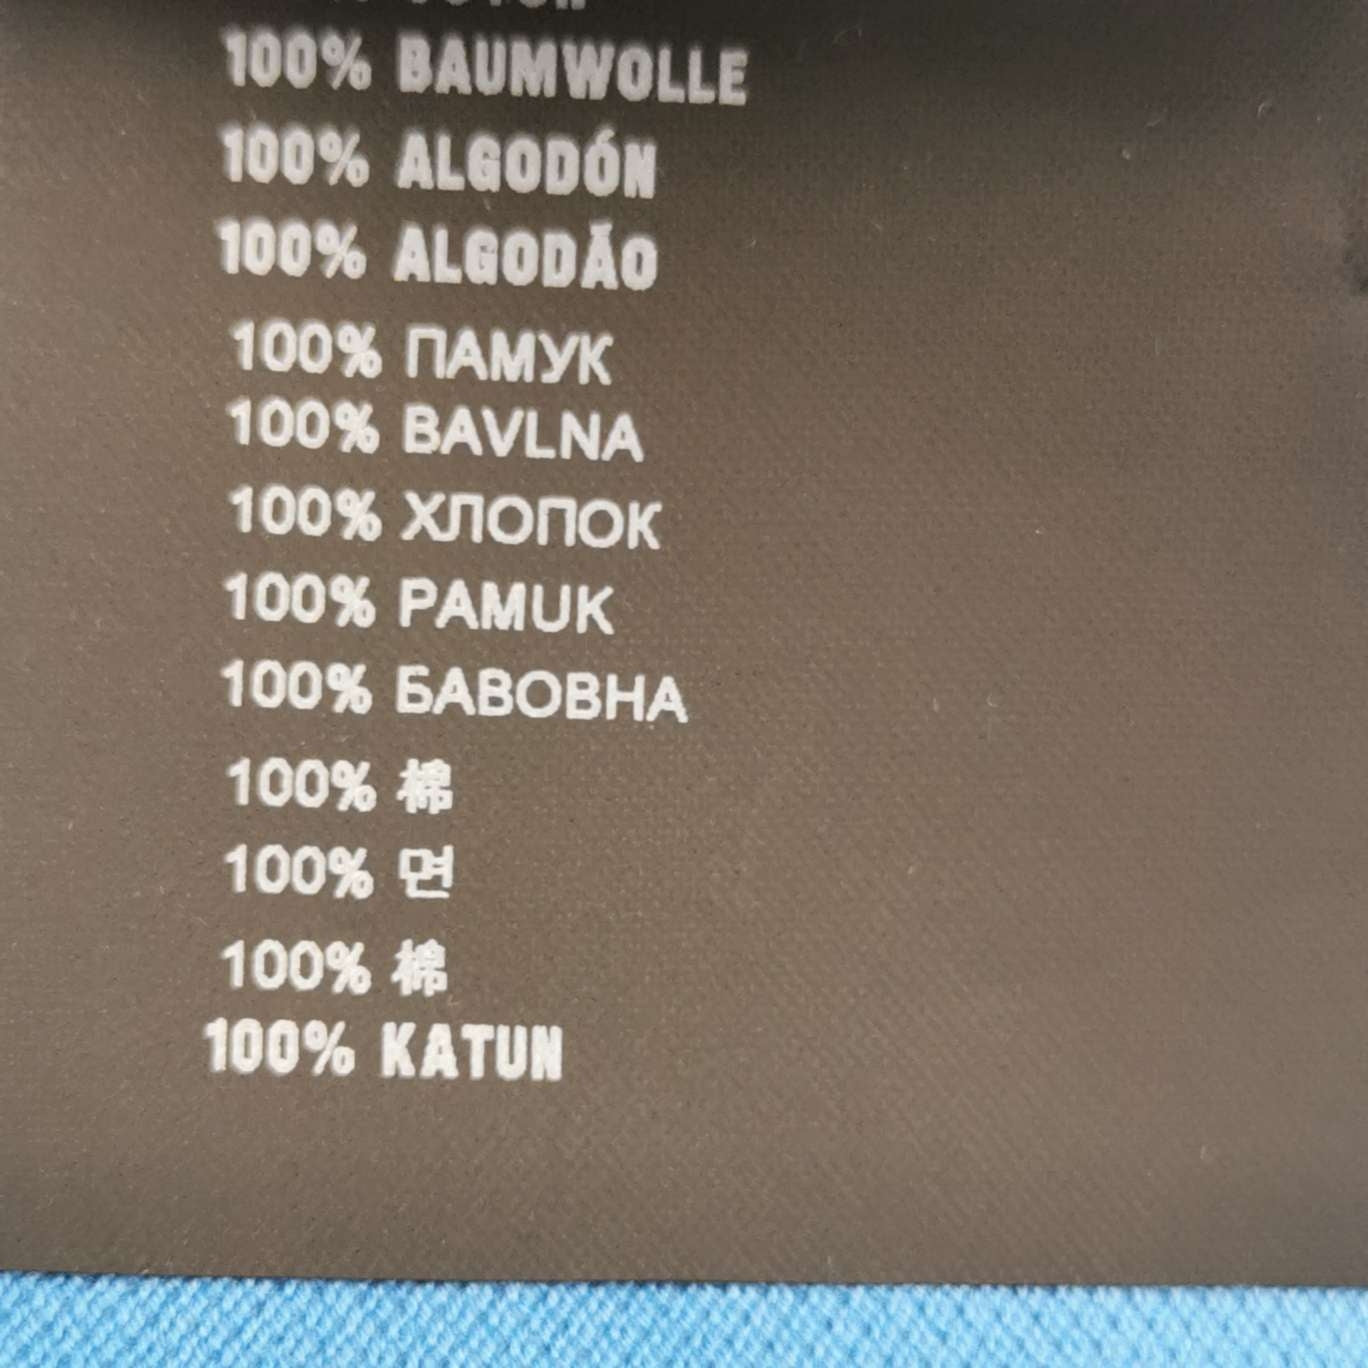 100% BAUMWOLLE
100% ALGODÓN
100% ALGODÃO
100% ПАМУК
100% BAVLNA
100% ХЛОПОК
100% PAMUK
100% БАВОВНА
100% 棉
100% 면
100% 棉
100% KATUN